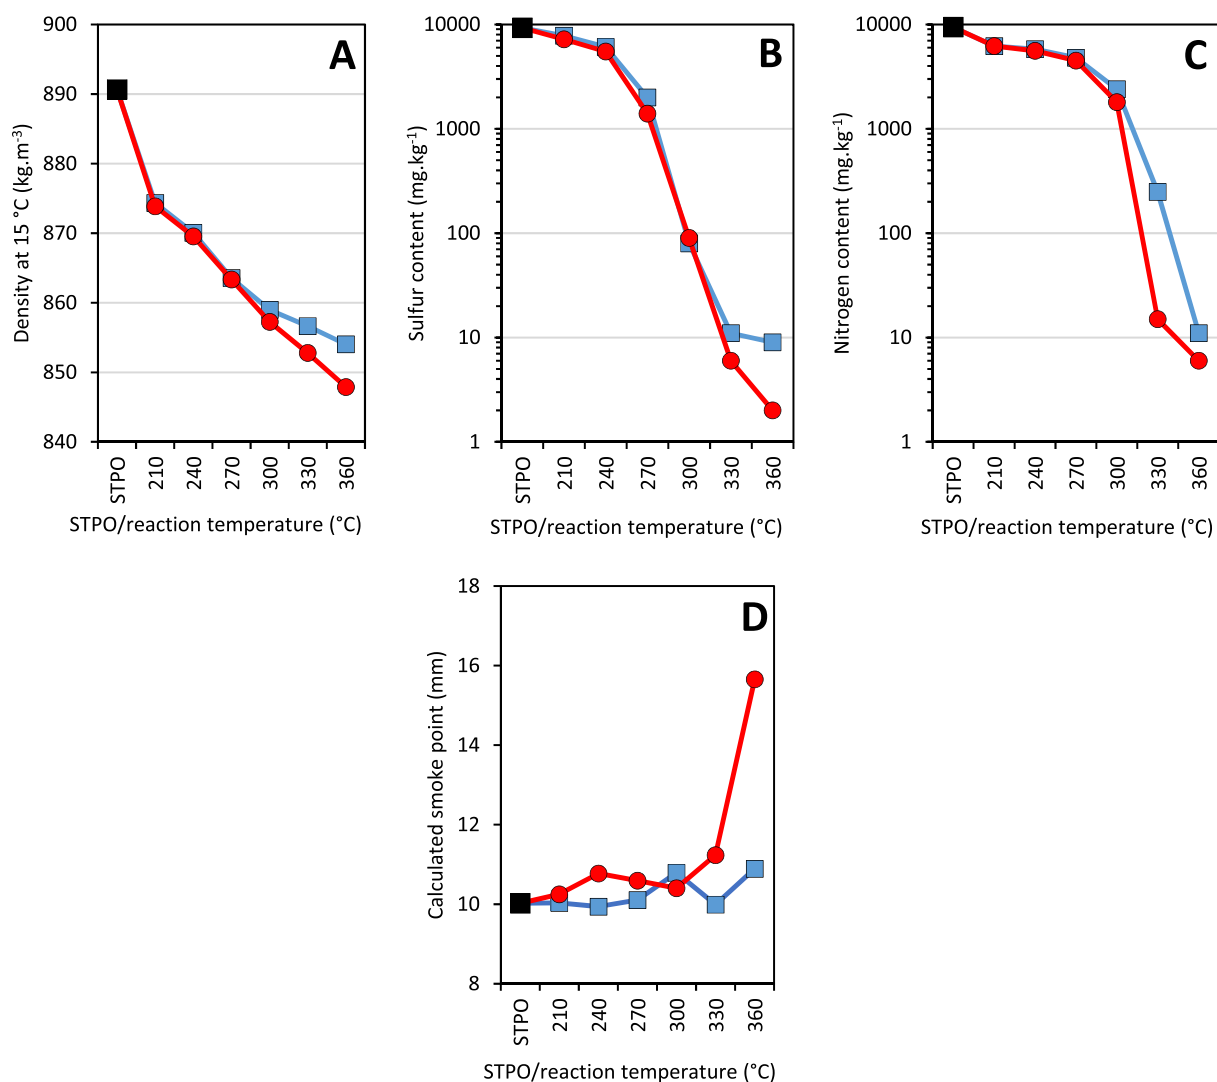 A
Density at 15 °C (kg.m⁻³)
900
890
880
870
860
850
840
STPO
210
240
270
300
330
360
STPO/reaction temperature (°C)
B
Sulfur content (mg.kg⁻¹)
10000
1000
100
10
1
STPO
210
240
270
300
330
360
STPO/reaction temperature (°C)
C
Nitrogen content (mg.kg⁻¹)
10000
1000
100
10
1
STPO
210
240
270
300
330
360
STPO/reaction temperature (°C)
D
Calculated smoke point (mm)
18
16
14
12
10
8
STPO
210
240
270
300
330
360
STPO/reaction temperature (°C)